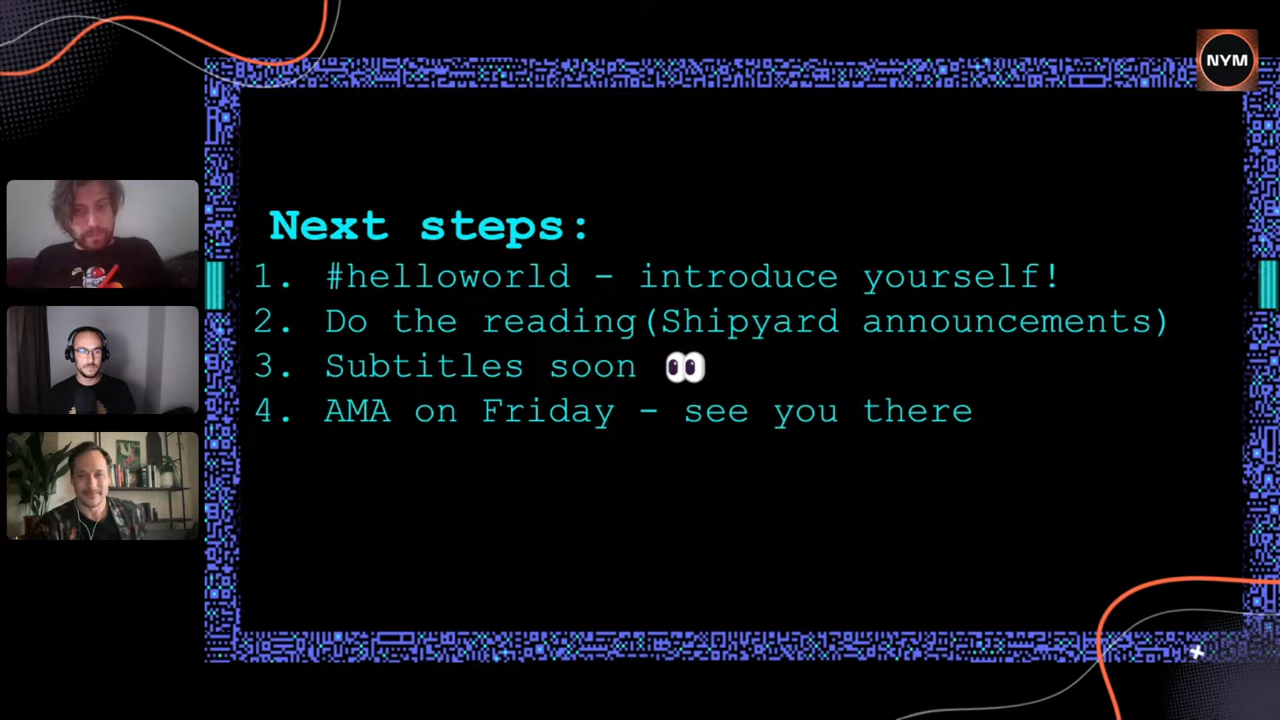 NYM
Next steps:
1. #helloworld - introduce yourself!
2. Do the reading(Shipyard announcements)
3. Subtitles soon 👀
4. AMA on Friday - see you there